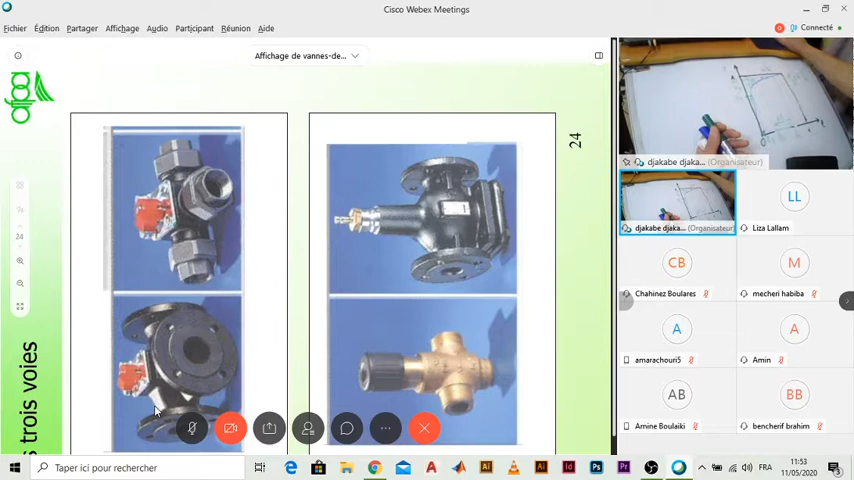 Cisco Webex Meetings
Fichier Édition Partager Affichage Audio Participant Réunion Aide
Connecté
Affichage de vannes-de...
24
s trois voies
24
djakabe djaka... (Organisateur)
djakabe djaka... (Organisateur)
LL
Liza Lallam
CB
Chahinez Boulares
M
mecheri habiba
A
amarachouri5
A
Amin
AB
Amine Boulaiki
BB
bencherif brahim
Taper ici pour rechercher
FRA
11:53
11/05/2020
3